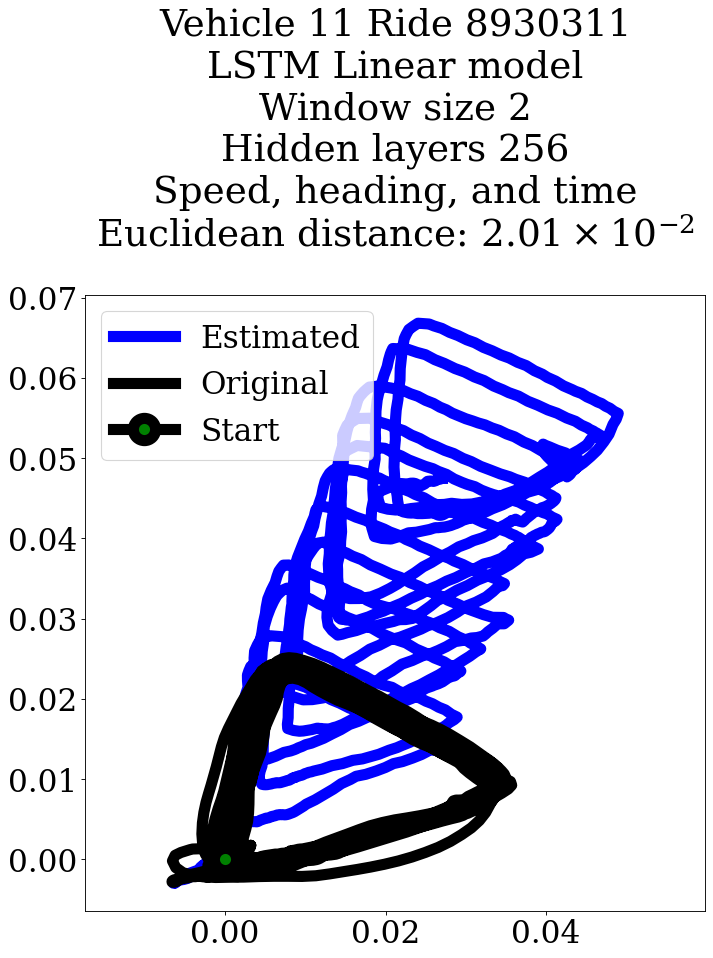 Vehicle 11 Ride 8930311
LSTM Linear model
Window size 2
Hidden layers 256
Speed, heading, and time
Euclidean distance: 2.01 × 10⁻²
0.07
0.06
0.05
0.04
0.03
0.02
0.01
0.00
Estimated
Original
Start
0.00 0.02 0.04